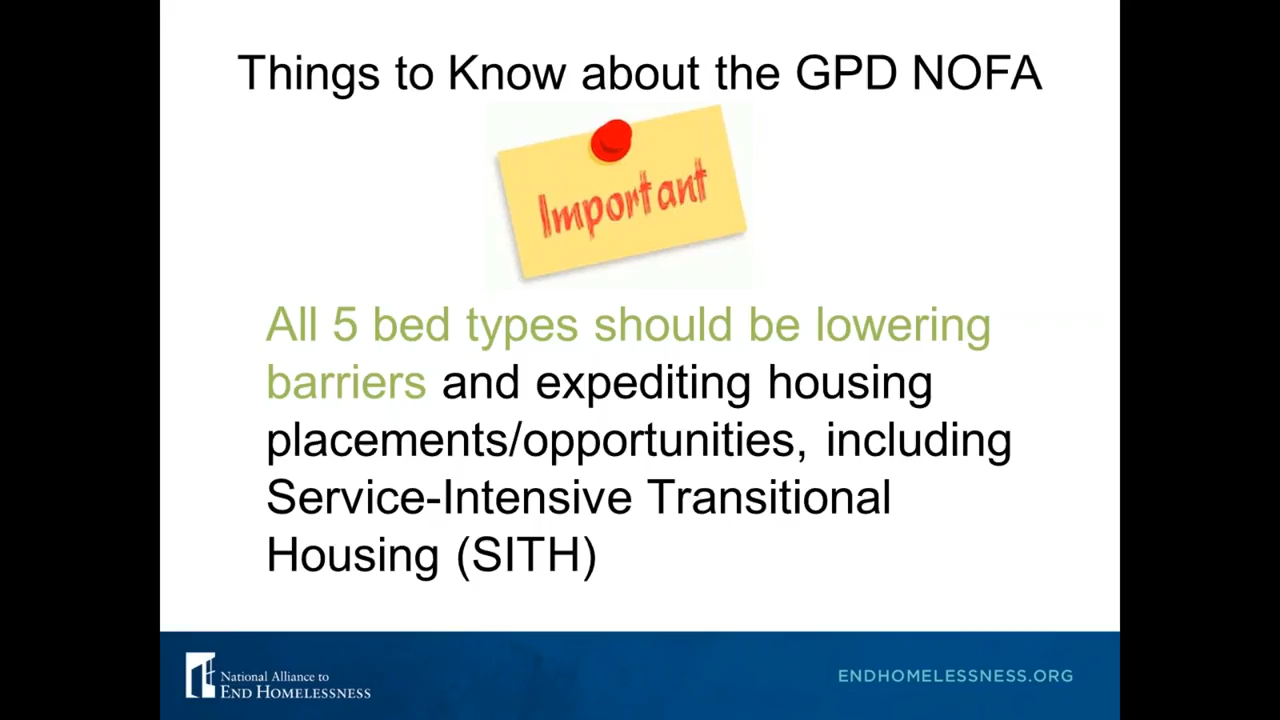 Things to Know about the GPD NOFA
Important
All 5 bed types should be lowering
barriers and expediting housing
placements/opportunities, including
Service-Intensive Transitional
Housing (SITH)
National Alliance to
END HOMELESSNESS
ENDHOMELESSNESS.ORG